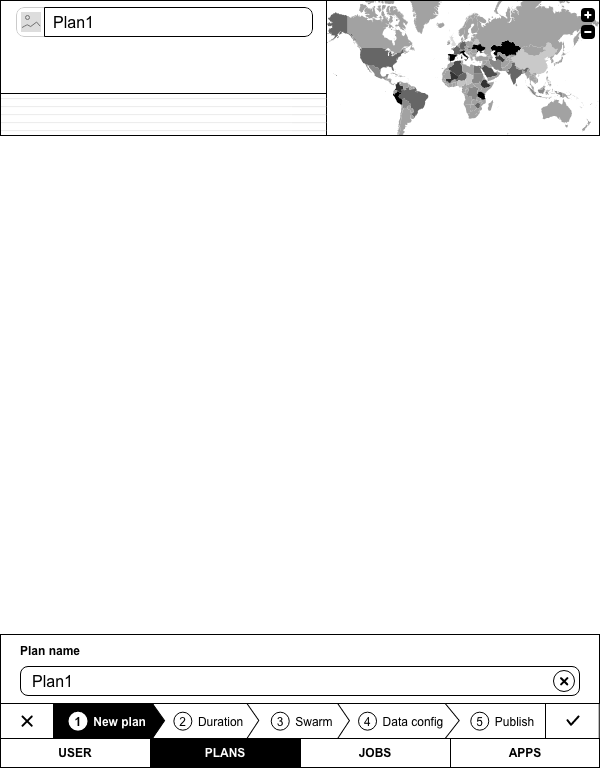 Plan1
Plan name
Plan1
1 New plan 2 Duration 3 Swarm 4 Data config 5 Publish
USER PLANS JOBS APPS